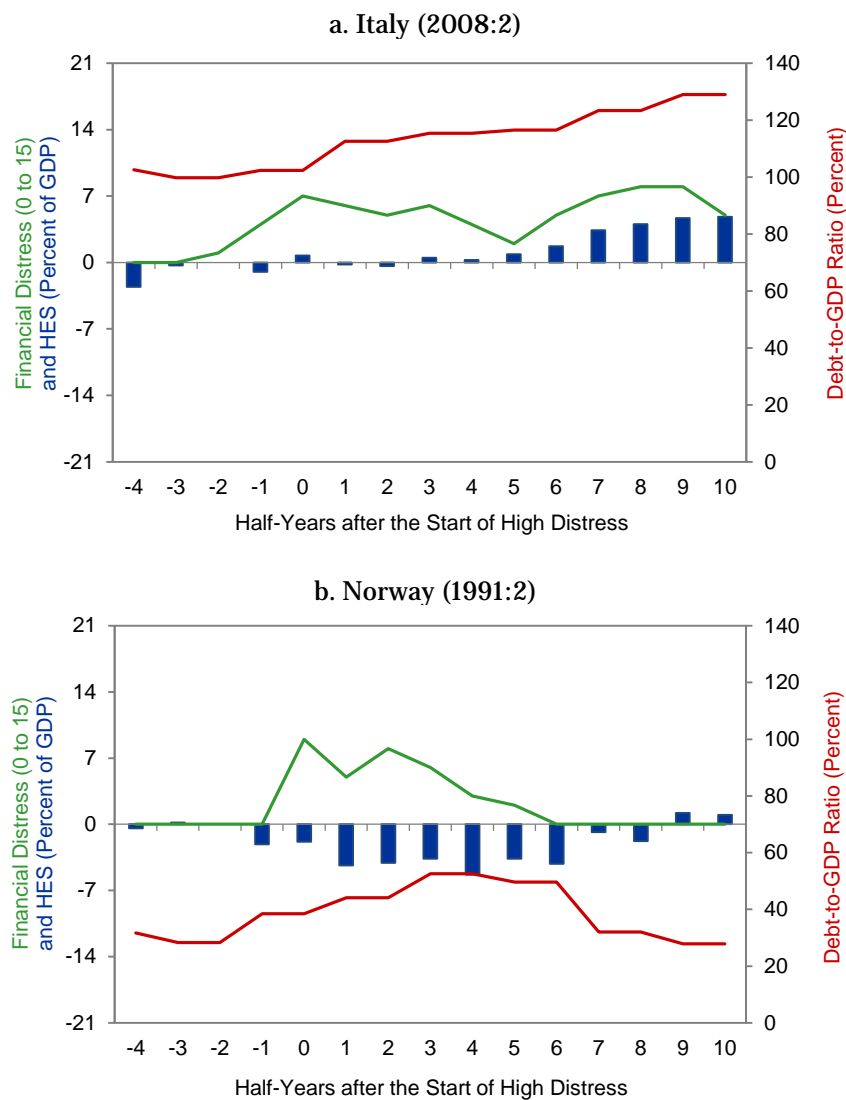 a. Italy (2008:2)
Financial Distress (0 to 15)
and HES (Percent of GDP)
21
14
7
0
-7
-14
-21
140
120
100
80
60
40
20
0
Debt-to-GDP Ratio (Percent)
-4 -3 -2 -1 0 1 2 3 4 5 6 7 8 9 10
Half-Years after the Start of High Distress
b. Norway (1991:2)
Financial Distress (0 to 15)
and HES (Percent of GDP)
21
14
7
0
-7
-14
-21
140
120
100
80
60
40
20
0
Debt-to-GDP Ratio (Percent)
-4 -3 -2 -1 0 1 2 3 4 5 6 7 8 9 10
Half-Years after the Start of High Distress